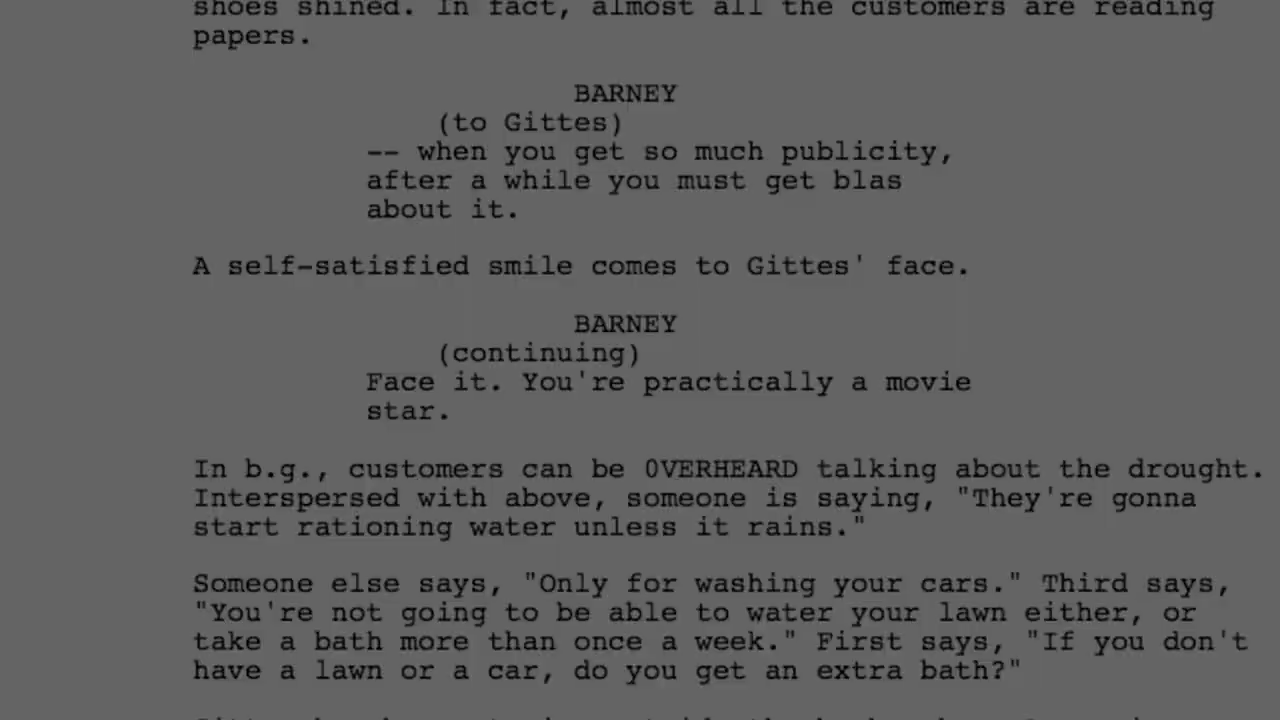 shoes shined. In fact, almost all the customers are reading
papers.
BARNEY
(to Gittes)
-- when you get so much publicity,
after a while you must get blas
about it.
A self-satisfied smile comes to Gittes' face.
BARNEY
(continuing)
Face it. You're practically a movie
star.
In b.g., customers can be 0VERHEARD talking about the drought.
Interspersed with above, someone is saying, "They're gonna
start rationing water unless it rains."
Someone else says, "Only for washing your cars." Third says,
"You're not going to be able to water your lawn either, or
take a bath more than once a week." First says, "If you don't
have a lawn or a car, do you get an extra bath?"